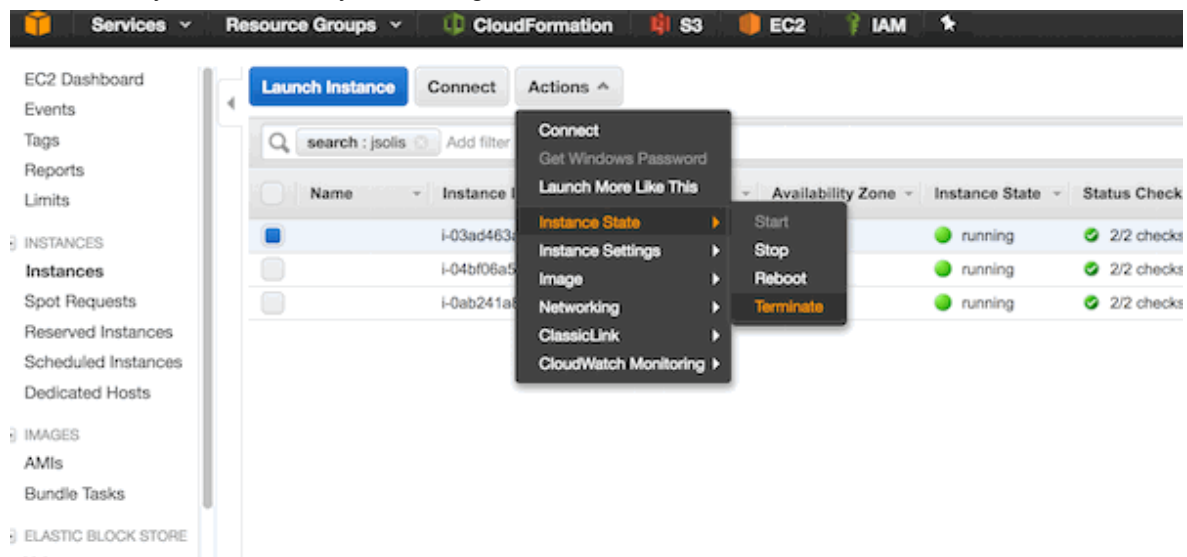 Services Resource Groups CloudFormation S3 EC2 IAM
EC2 Dashboard
Events
Tags
Reports
Limits
INSTANCES
Instances
Spot Requests
Reserved Instances
Scheduled Instances
Dedicated Hosts
IMAGES
AMIs
Bundle Tasks
ELASTIC BLOCK STORE
Launch Instance Connect Actions
search : jsolis Add filter
Name Instance Availability Zone Instance State Status Check
i-03ad463 running 2/2 checks
i-04bf06a5 running 2/2 checks
i-0ab241a running 2/2 checks
Connect
Get Windows Password
Launch More Like This
Instance State
Instance Settings
Image
Networking
ClassicLink
CloudWatch Monitoring
Start
Stop
Reboot
Terminate